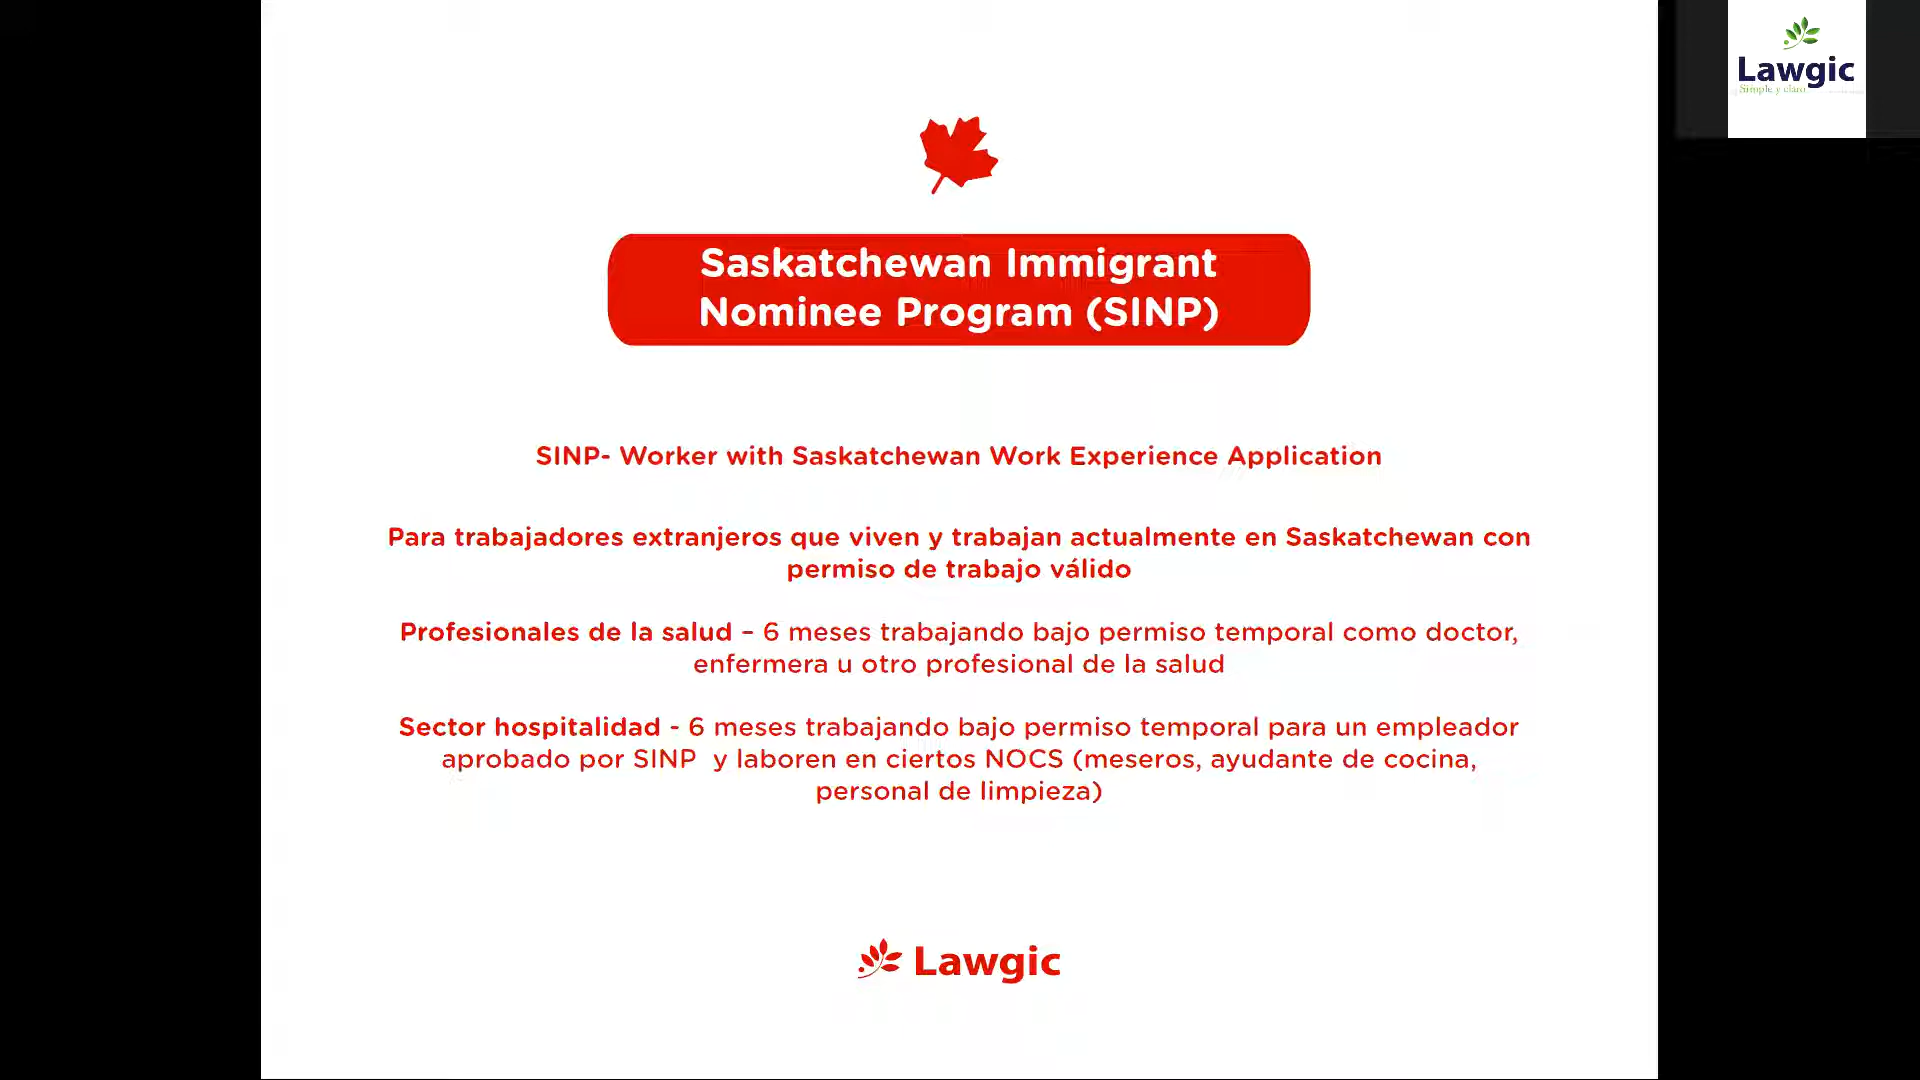 Lawgic
Simple y claro
Saskatchewan Immigrant
Nominee Program (SINP)
SINP- Worker with Saskatchewan Work Experience Application
Para trabajadores extranjeros que viven y trabajan actualmente en Saskatchewan con
permiso de trabajo válido
Profesionales de la salud – 6 meses trabajando bajo permiso temporal como doctor,
enfermera u otro profesional de la salud
Sector hospitalidad - 6 meses trabajando bajo permiso temporal para un empleador
aprobado por SINP y laboren en ciertos NOCS (meseros, ayudante de cocina,
personal de limpieza)
Lawgic